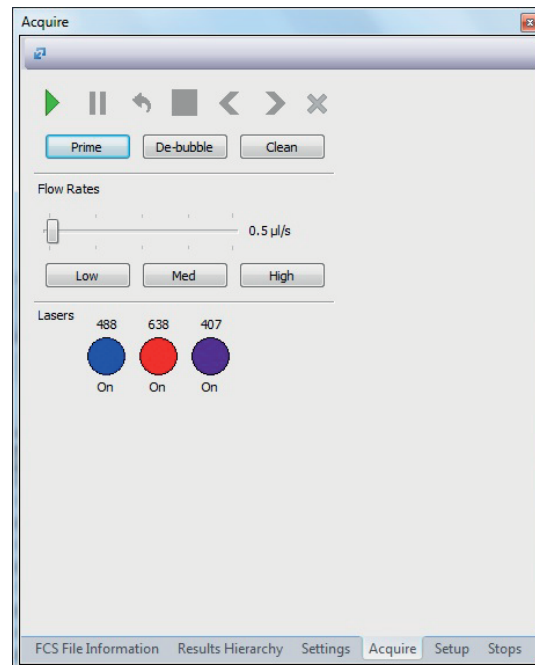 Acquire
Prime De-bubble Clean
Flow Rates
0.5 µl/s
Low Med High
Lasers
488 638 407
On On On
FCS File Information Results Hierarchy Settings Acquire Setup Stops